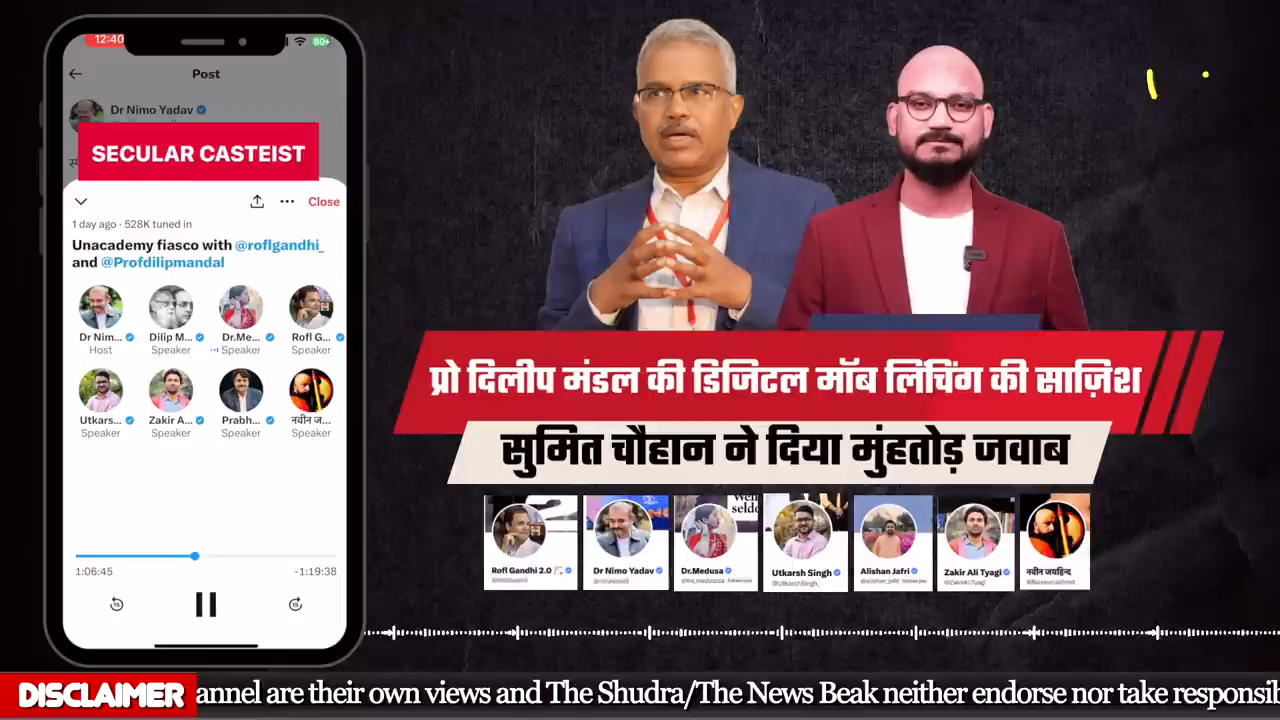 12:40
80
Post
Dr Nimo Yadav
SECULAR CASTEIST
Close
1 day ago · 528K tuned in
Unacademy fiasco with @roflgandhi_
and @Profdilipmandal
Dr Nim... Dilip M... Dr.Me... Rofl G...
Host Speaker Speaker Speaker
Utkars... Zakir A... Prabh... नवीन ज...
Speaker Speaker Speaker Speaker
1:06:45 -1:19:38
15 15
प्रो दिलीप मंडल की डिजिटल मॉब लिंचिंग की साज़िश
सुमित चौहान ने दिया मुंहतोड़ जवाब
Rofl Gandhi 2.0 Dr Nimo Yadav Dr.Medusa Utkarsh Singh Alishan Jafri Zakir Ali Tyagi नवीन जयहिन्द
@UtkarshSingh_ @ZakirAliTyagi
DISCLAIMER annel are their own views and The Shudra/The News Beak neither endorse nor take responsib